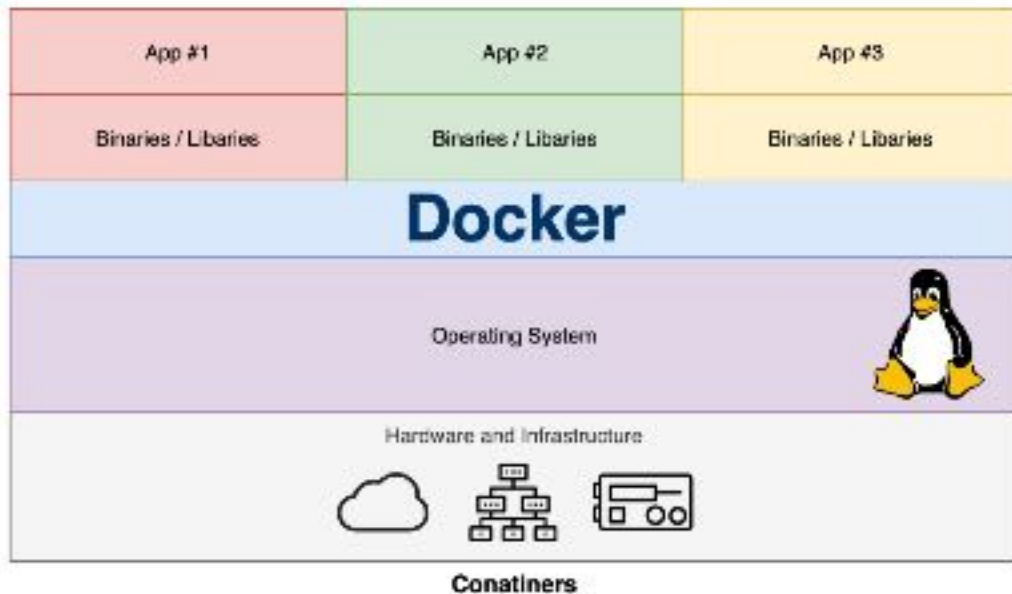 App #1 App #2 App #3
Binaries / Libaries Binaries / Libaries Binaries / Libaries
Docker
Operating System
Hardware and Infrastructure
Conatiners